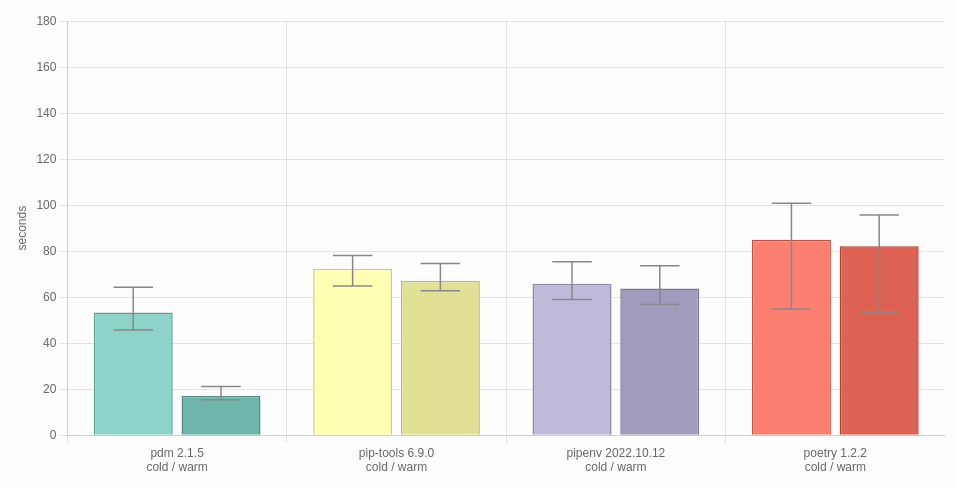 180
160
140
120
100
80
60
40
20
0
seconds
pdm 2.1.5
cold / warm
pip-tools 6.9.0
cold / warm
pipenv 2022.10.12
cold / warm
poetry 1.2.2
cold / warm